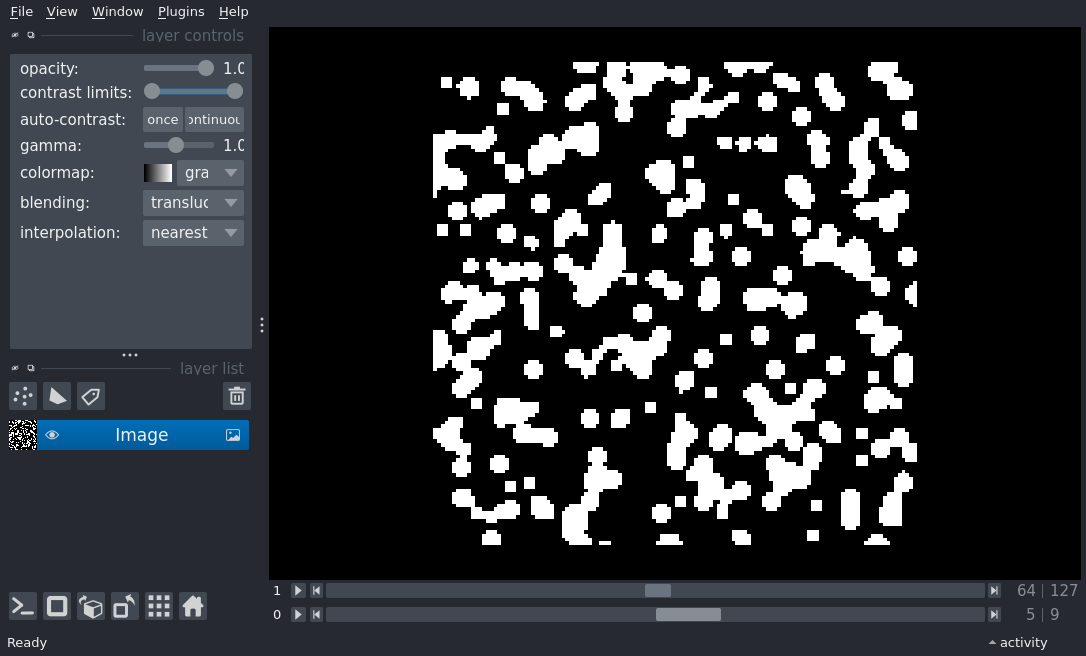 File View Window Plugins Help
layer controls
opacity: 1.0
contrast limits:
auto-contrast: once ontinuou
gamma: 1.0
colormap: gra
blending: transluc
interpolation: nearest
layer list
Image
1 64 | 127
0 5 | 9
Ready activity